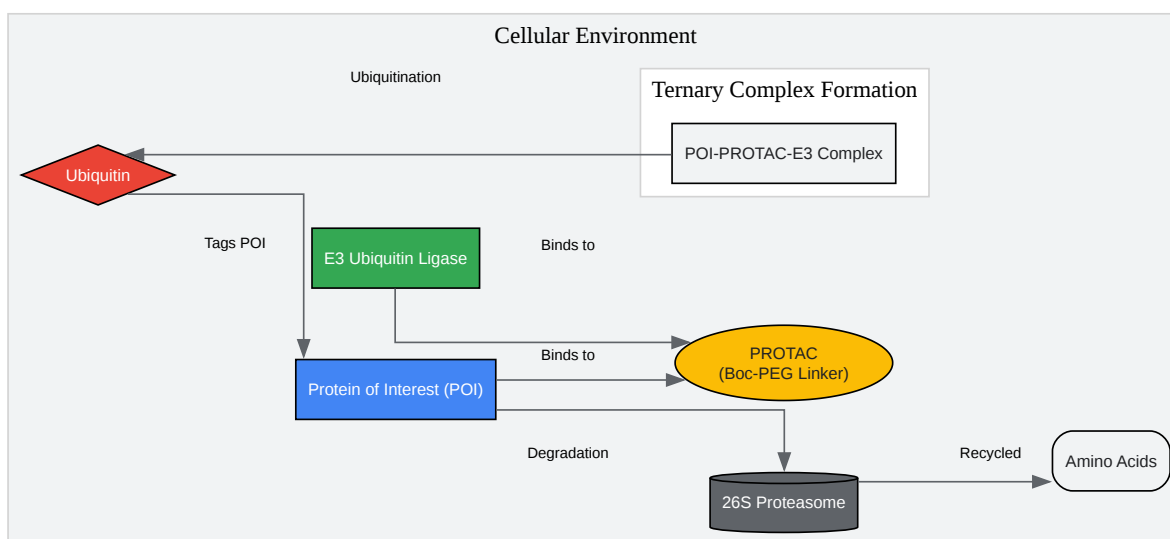 Cellular Environment
Ubiquitination
Ternary Complex Formation
POI-PROTAC-E3 Complex
Ubiquitin
Tags POI
E3 Ubiquitin Ligase
Binds to
Binds to
PROTAC
(Boc-PEG Linker)
Protein of Interest (POI)
Degradation
Recycled
Amino Acids
26S Proteasome